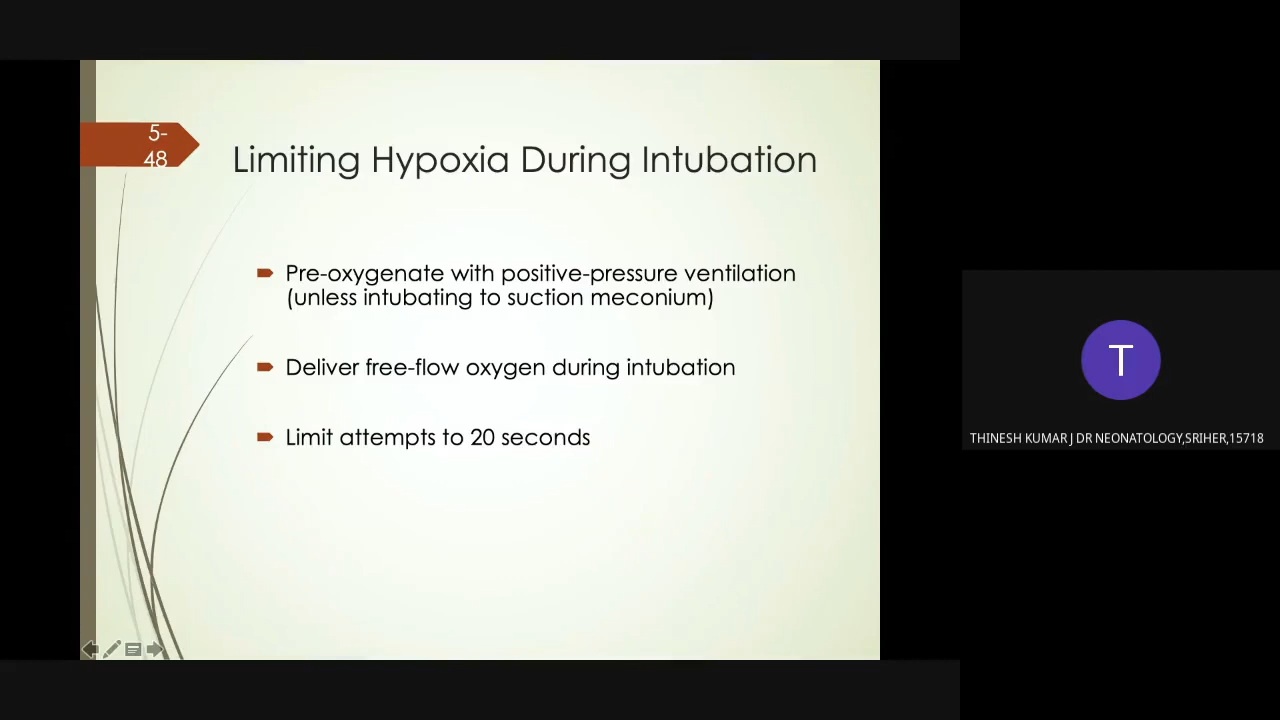 5-
48
Limiting Hypoxia During Intubation
Pre-oxygenate with positive-pressure ventilation
(unless intubating to suction meconium)
Deliver free-flow oxygen during intubation
Limit attempts to 20 seconds
T
THINESH KUMAR J DR NEONATOLOGY,SRIHER,15718